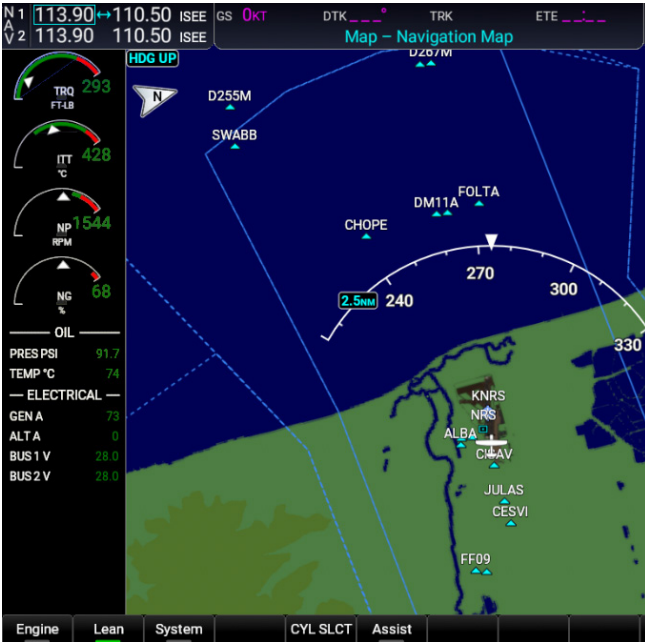 N A V 1 113.90 ↔ 110.50 ISEE GS 0KT DTK _ _ _° TRK ETE _ _:_ _
2 113.90 110.50 ISEE Map – Navigation Map
HDG UP
D267M
TRQ 293
FT-LB
N
D255M
SWABB
ITT 428
°C
FOLTA
DM11A
CHOPE
NP 1544
RPM
270
NG 68
%
2.5NM 240
300
OIL
330
PRES PSI 91.7
TEMP °C 74
ELECTRICAL
KNRS
GEN A 73
NRS
ALT A 0
ALBA
BUS 1 V 28.0
CISAV
BUS 2 V 28.0
JULAS
CESVI
FF09
Engine Lean System CYL SLCT Assist